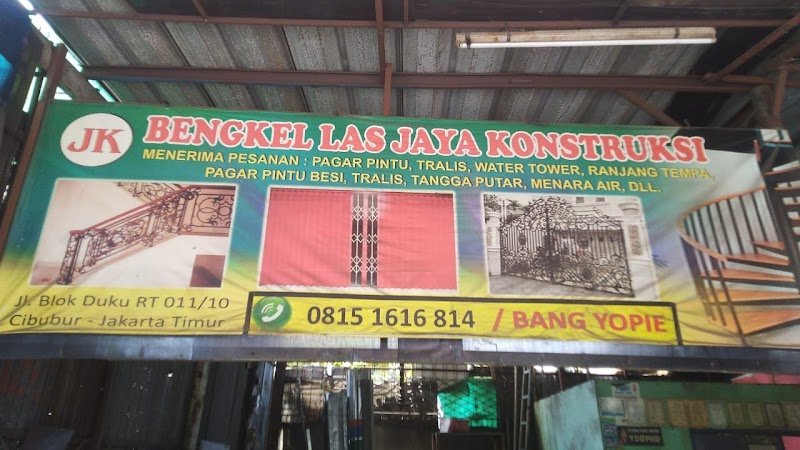 JK
BENGKEL LAS JAYA KONSTRUKSI
MENERIMA PESANAN : PAGAR PINTU, TRALIS, WATER TOWER, RANJANG TEMPA,
PAGAR PINTU BESI, TRALIS, TANGGA PUTAR, MENARA AIR, DLL.
Jl. Blok Duku RT 011/10
Cibubur - Jakarta Timur
0815 1616 814 / BANG YOPIE